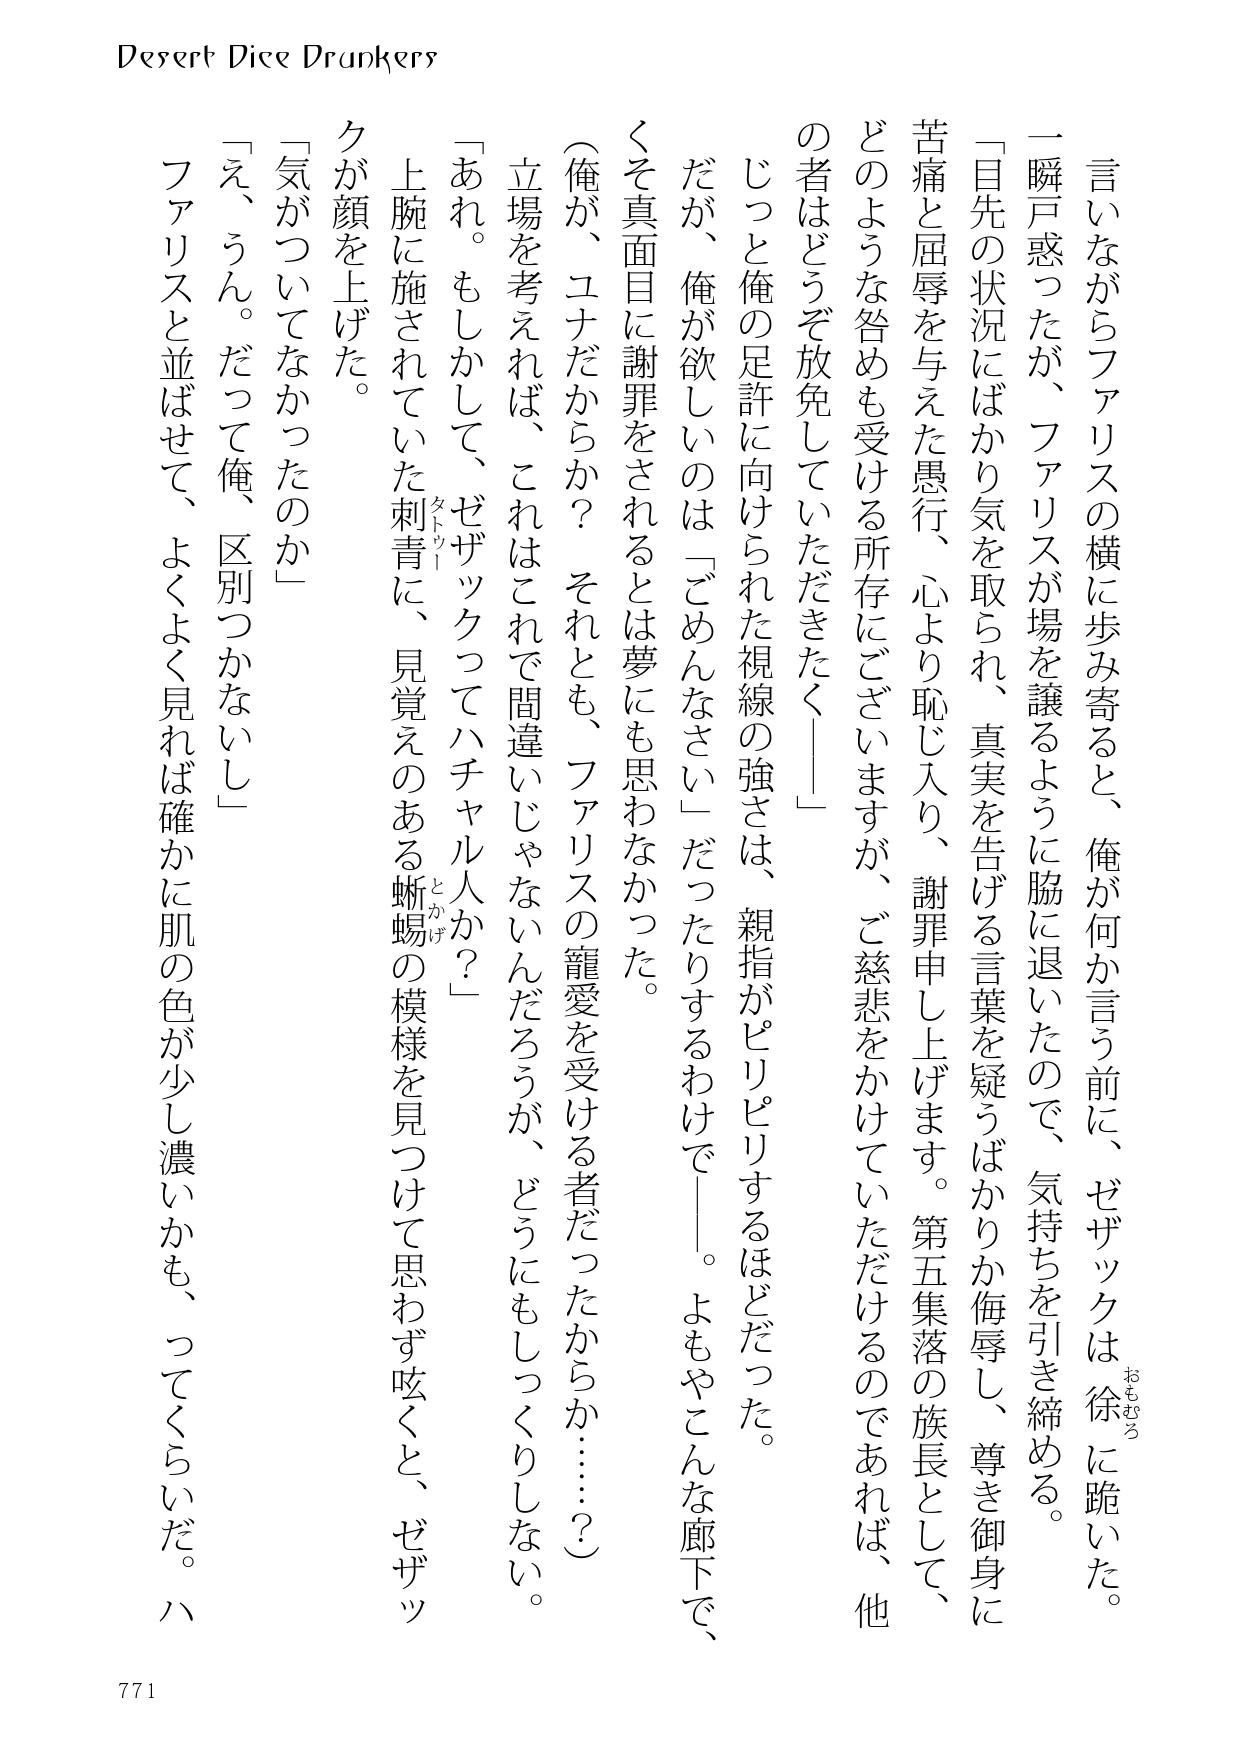 Desert Dice Drunkers
　言いながらファリスの横に歩み寄ると、俺が何か言う前に、ゼザックは徐おもむろに跪いた。
一瞬戸惑ったが、ファリスが場を譲るように脇に退いたので、気持ちを引き締める。
「目先の状況にばかり気を取られ、真実を告げる言葉を疑うばかりか侮辱し、尊き御身に
苦痛と屈辱を与えた愚行、心より恥じ入り、謝罪申し上げます。第五集落の族長として、
どのような咎めも受ける所存にございますが、ご慈悲をかけていただけるのであれば、他
の者はどうぞ放免していただきたく――」
　じっと俺の足許に向けられた視線の強さは、親指がピリピリするほどだった。
　だが、俺が欲しいのは「ごめんなさい」だったりするわけで――。よもやこんな廊下で、
くそ真面目に謝罪をされるとは夢にも思わなかった。
（俺が、ユナだからか？　それとも、ファリスの寵愛を受ける者だったからか……？）
　立場を考えれば、これはこれで間違いじゃないんだろうが、どうにもしっくりしない。
「あれ。もしかして、ゼザックってハチャル人か？」
　上腕に施されていた刺青タトゥーに、見覚えのある蜥蜴とかげの模様を見つけて思わず呟くと、ゼザッ
クが顔を上げた。
「気がついてなかったのか」
「え、うん。だって俺、区別つかないし」
　ファリスと並ばせて、よくよく見れば確かに肌の色が少し濃いかも、ってくらいだ。ハ
771